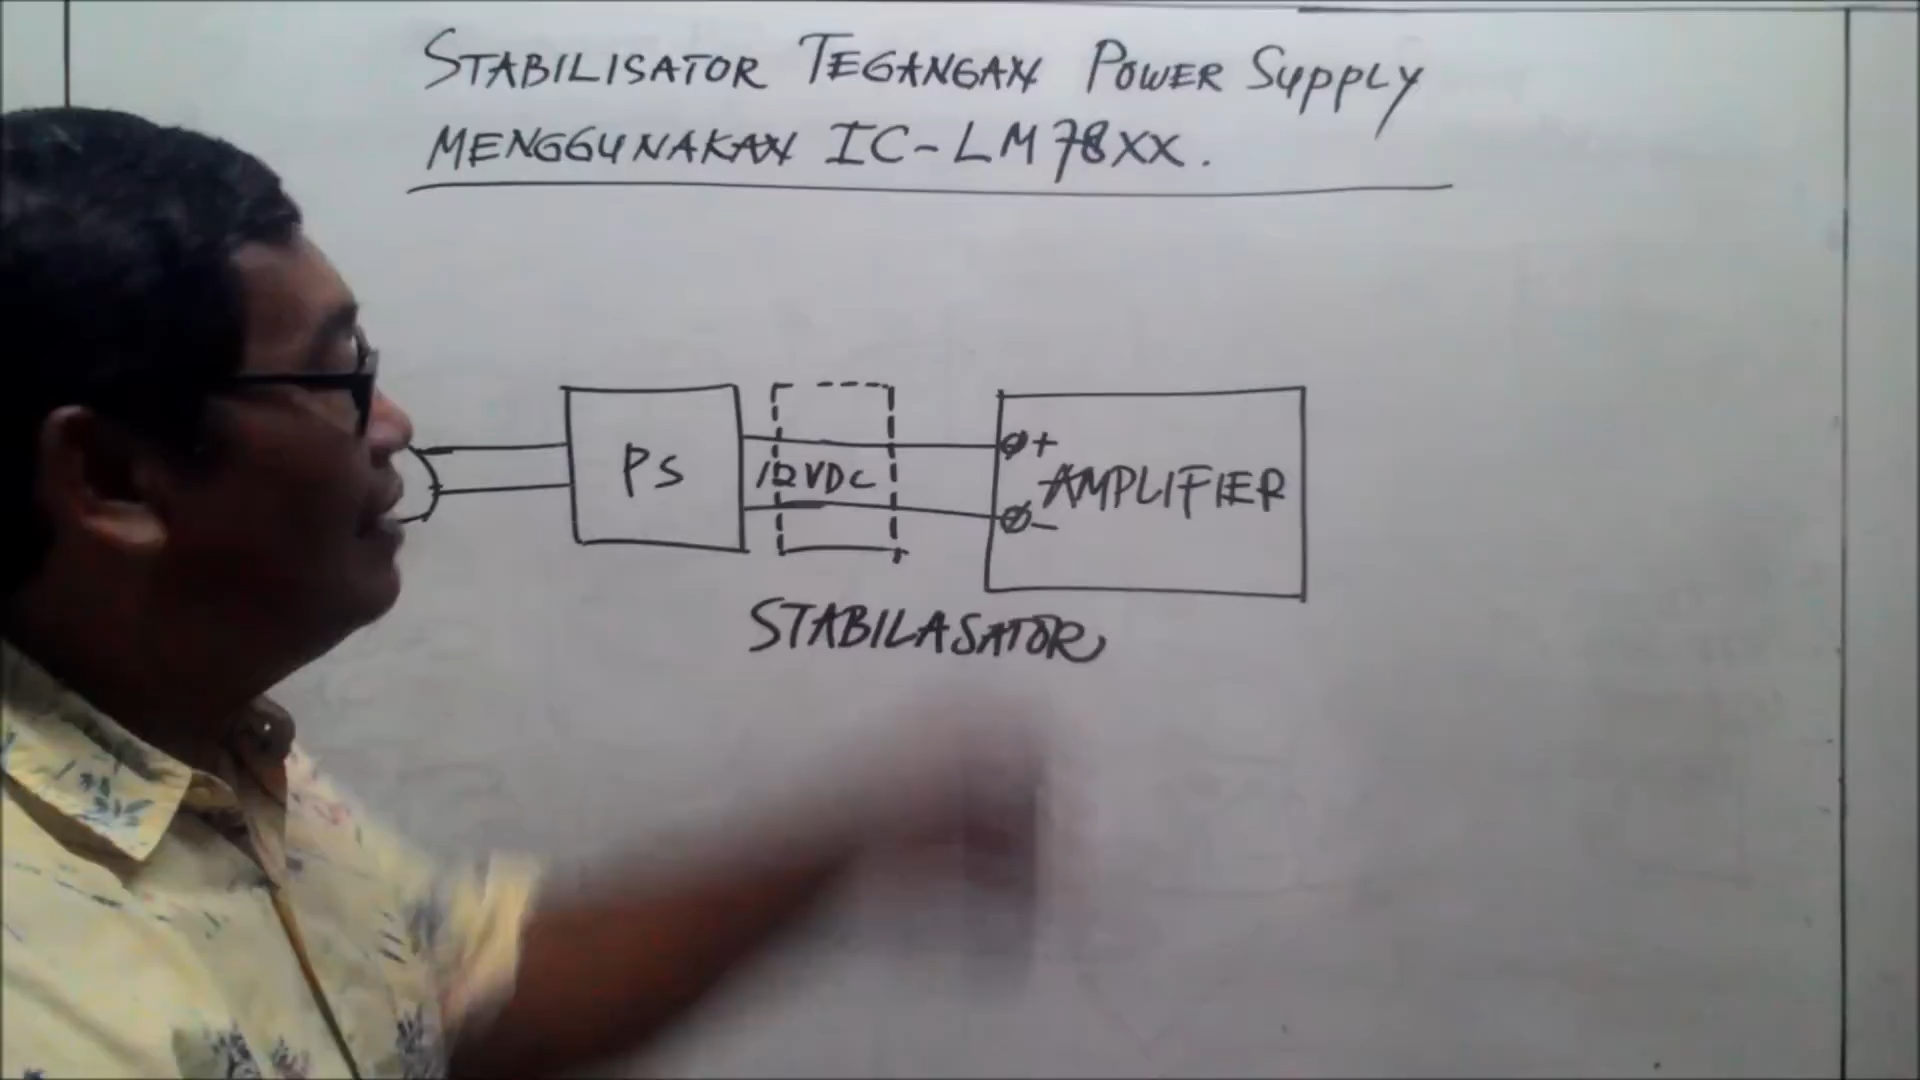 STABILISATOR TEGANGAN POWER SUPPLY
MENGGUNAKAN IC-LM78XX.
PS
12VDC
+
AMPLIFIER
-
STABILASATOR